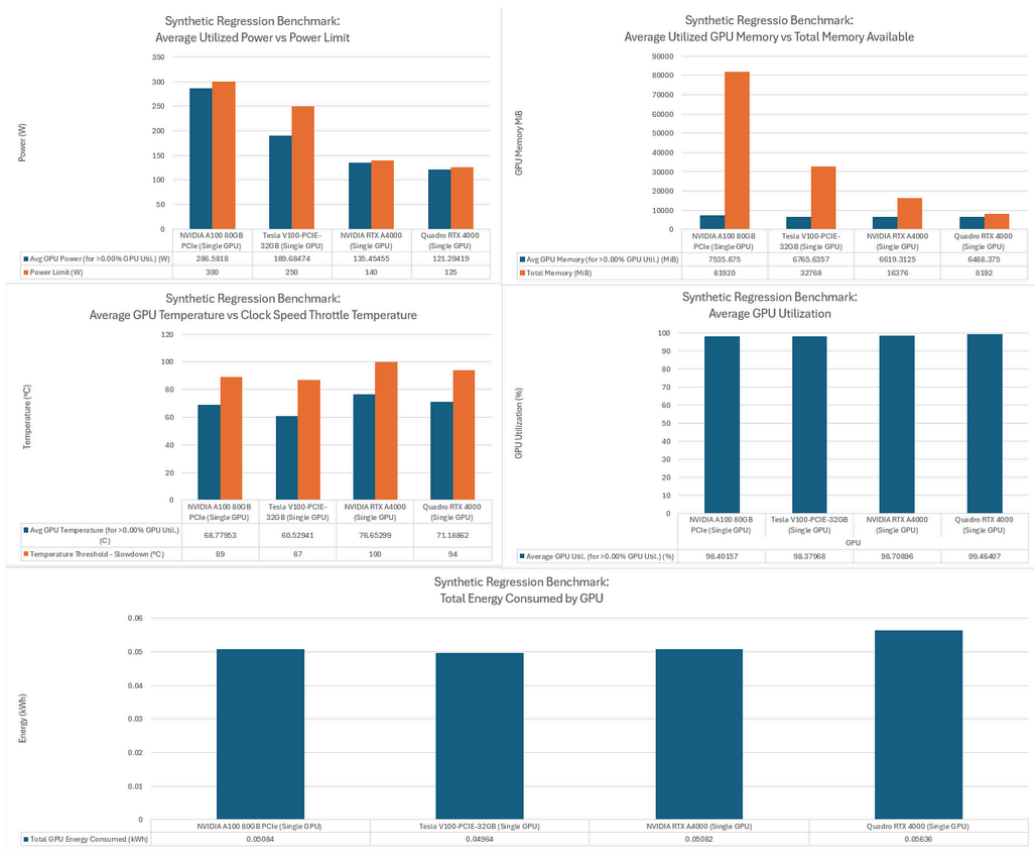 Synthetic Regression Benchmark:
Average Utilized Power vs Power Limit
350
300
250
200
150
100
50
0
Power (W)
NVIDIA A100 80GB PCIe (Single GPU)
Tesla V100-PCIE-32GB (Single GPU)
NVIDIA RTX A4000 (Single GPU)
Quadro RTX 4000 (Single GPU)
Avg GPU Power (for >0.00% GPU Util.) (W) 286.5818 189.68474 135.45455 121.29419
Power Limit (W) 300 250 140 125
Synthetic Regressio Benchmark:
Average Utilized GPU Memory vs Total Memory Available
90000
80000
70000
60000
50000
40000
30000
20000
10000
0
GPU Memory MiB
NVIDIA A100 80GB PCIe (Single GPU)
Tesla V100-PCIE-32GB (Single GPU)
NVIDIA RTX A4000 (Single GPU)
Quadro RTX 4000 (Single GPU)
Avg GPU Memory (for >0.00% GPU Util.) (MiB) 7535.875 6765.6357 6619.3125 6488.375
Total Memory (MiB) 81920 32768 16376 8192
Synthetic Regression Benchmark:
Average GPU Temperature vs Clock Speed Throttle Temperature
120
100
80
60
40
20
0
Temperature (ºC)
NVIDIA A100 80GB PCIe (Single GPU)
Tesla V100-PCIE-32GB (Single GPU)
NVIDIA RTX A4000 (Single GPU)
Quadro RTX 4000 (Single GPU)
Avg GPU Temperature (for >0.00% GPU Util.) (C) 68.77953 60.52941 76.65299 71.18862
Temperature Threshold - Slowdown (ºC) 89 87 100 94
Synthetic Regression Benchmark:
Average GPU Utilization
100
90
80
70
60
50
40
30
20
10
0
GPU Utilization (%)
NVIDIA A100 80GB PCIe (Single GPU)
Tesla V100-PCIE-32GB (Single GPU)
NVIDIA RTX A4000 (Single GPU)
Quadro RTX 4000 (Single GPU)
GPU
Average GPU Util. (for >0.00% GPU Util.) (%) 98.40157 98.37968 98.70896 99.46407
Synthetic Regression Benchmark:
Total Energy Consumed by GPU
0.06
0.05
0.04
0.03
0.02
0.01
0
Energy (kWh)
NVIDIA A100 80GB PCIe (Single GPU)
Tesla V100-PCIE-32GB (Single GPU)
NVIDIA RTX A4000 (Single GPU)
Quadro RTX 4000 (Single GPU)
Total GPU Energy Consumed (kWh) 0.05084 0.04964 0.05082 0.05636